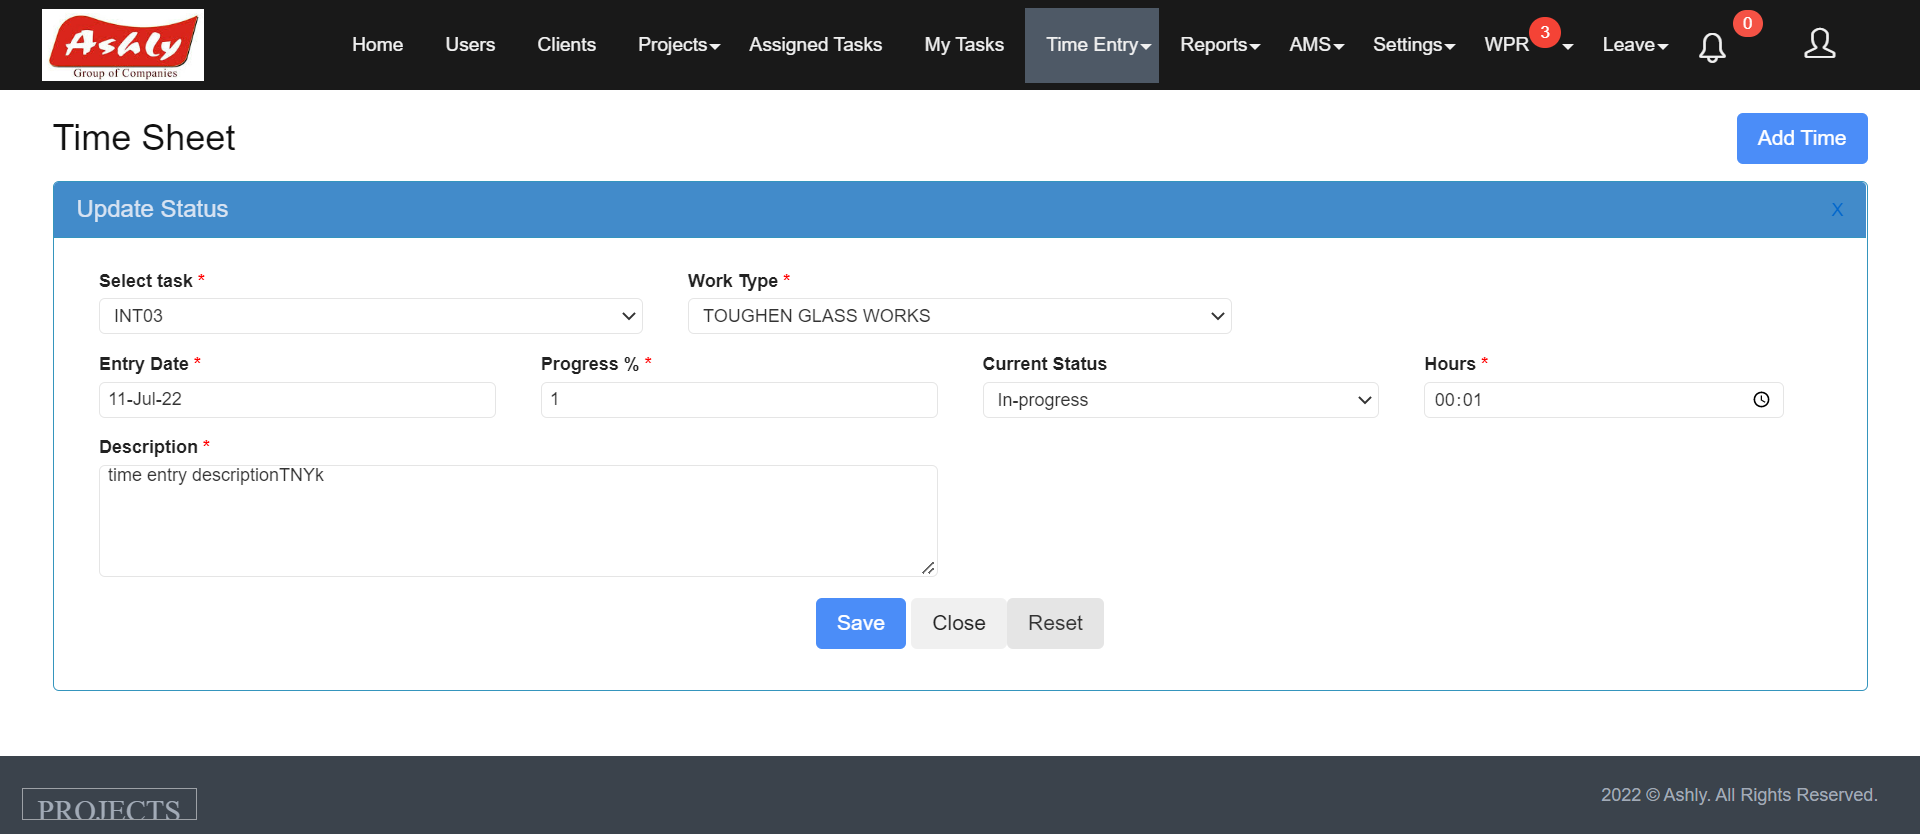 Ashly
Group of Companies
Home Users Clients Projects Assigned Tasks My Tasks Time Entry Reports AMS Settings WPR 3 Leave 0
Time Sheet
Add Time
Update Status
X
Select task *
Work Type *
INT03
TOUGHEN GLASS WORKS
Entry Date *
Progress % *
Current Status
Hours *
11-Jul-22
1
In-progress
00:01
Description *
time entry descriptionTNYk
Save Close Reset
PROJECTS
2022 © Ashly. All Rights Reserved.